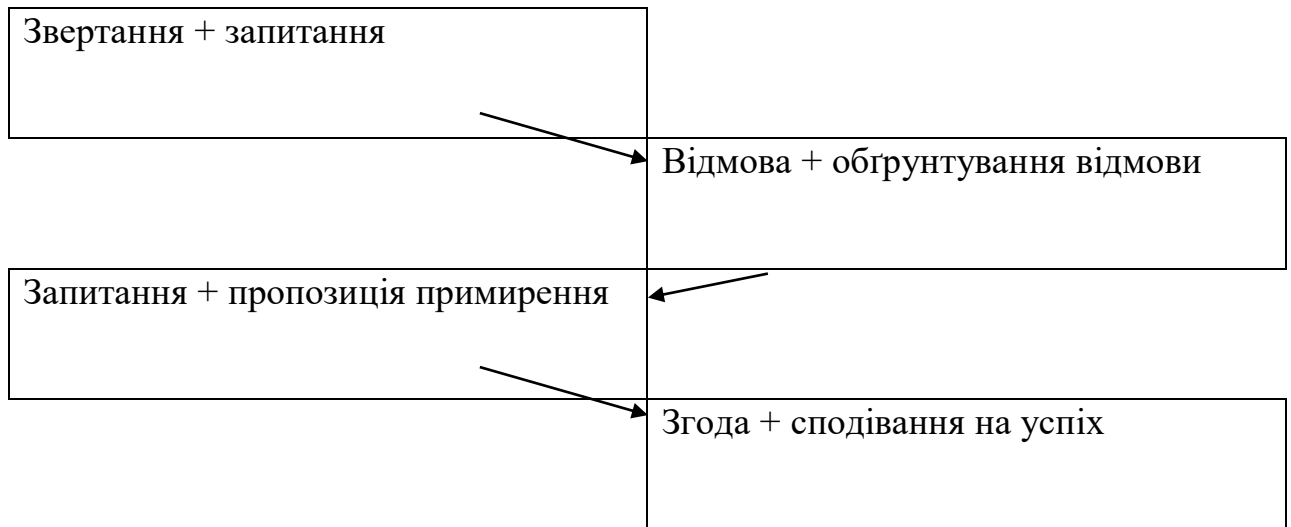 Звертання + запитання
Відмова + обґрунтування відмови
Запитання + пропозиція примирення
Згода + сподівання на успіх